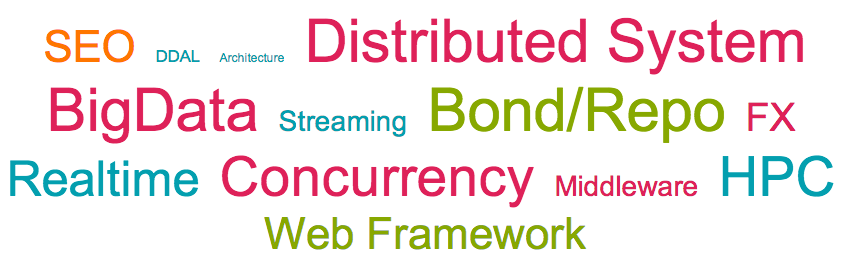 SEO DDAL Architecture Distributed System
BigData Streaming Bond/Repo FX
Realtime Concurrency Middleware HPC
Web Framework